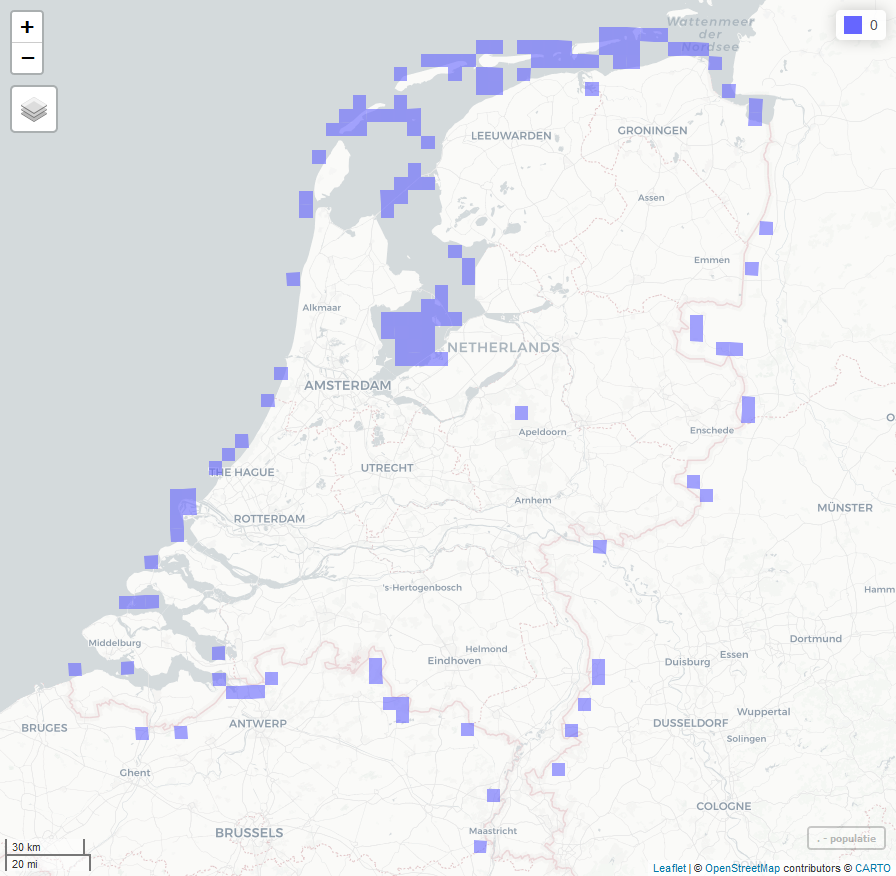 +
−
Wattenmeer
der
Nordsee
0
LEEUWARDEN
GRONINGEN
Assen
Emmen
Alkmaar
NETHERLANDS
AMSTERDAM
Apeldoorn
Enschede
O
THE HAGUE
UTRECHT
Arnhem
MÜNSTER
ROTTERDAM
's-Hertogenbosch
Hamm
Middelburg
Helmond
Eindhoven
Duisburg
Essen
Dortmund
BRUGES
ANTWERP
DUSSELDORF
Wuppertal
Solingen
Ghent
COLOGNE
BRUSSELS
Maastricht
. - populatie
30 km
20 mi
Leaflet | © OpenStreetMap contributors © CARTO